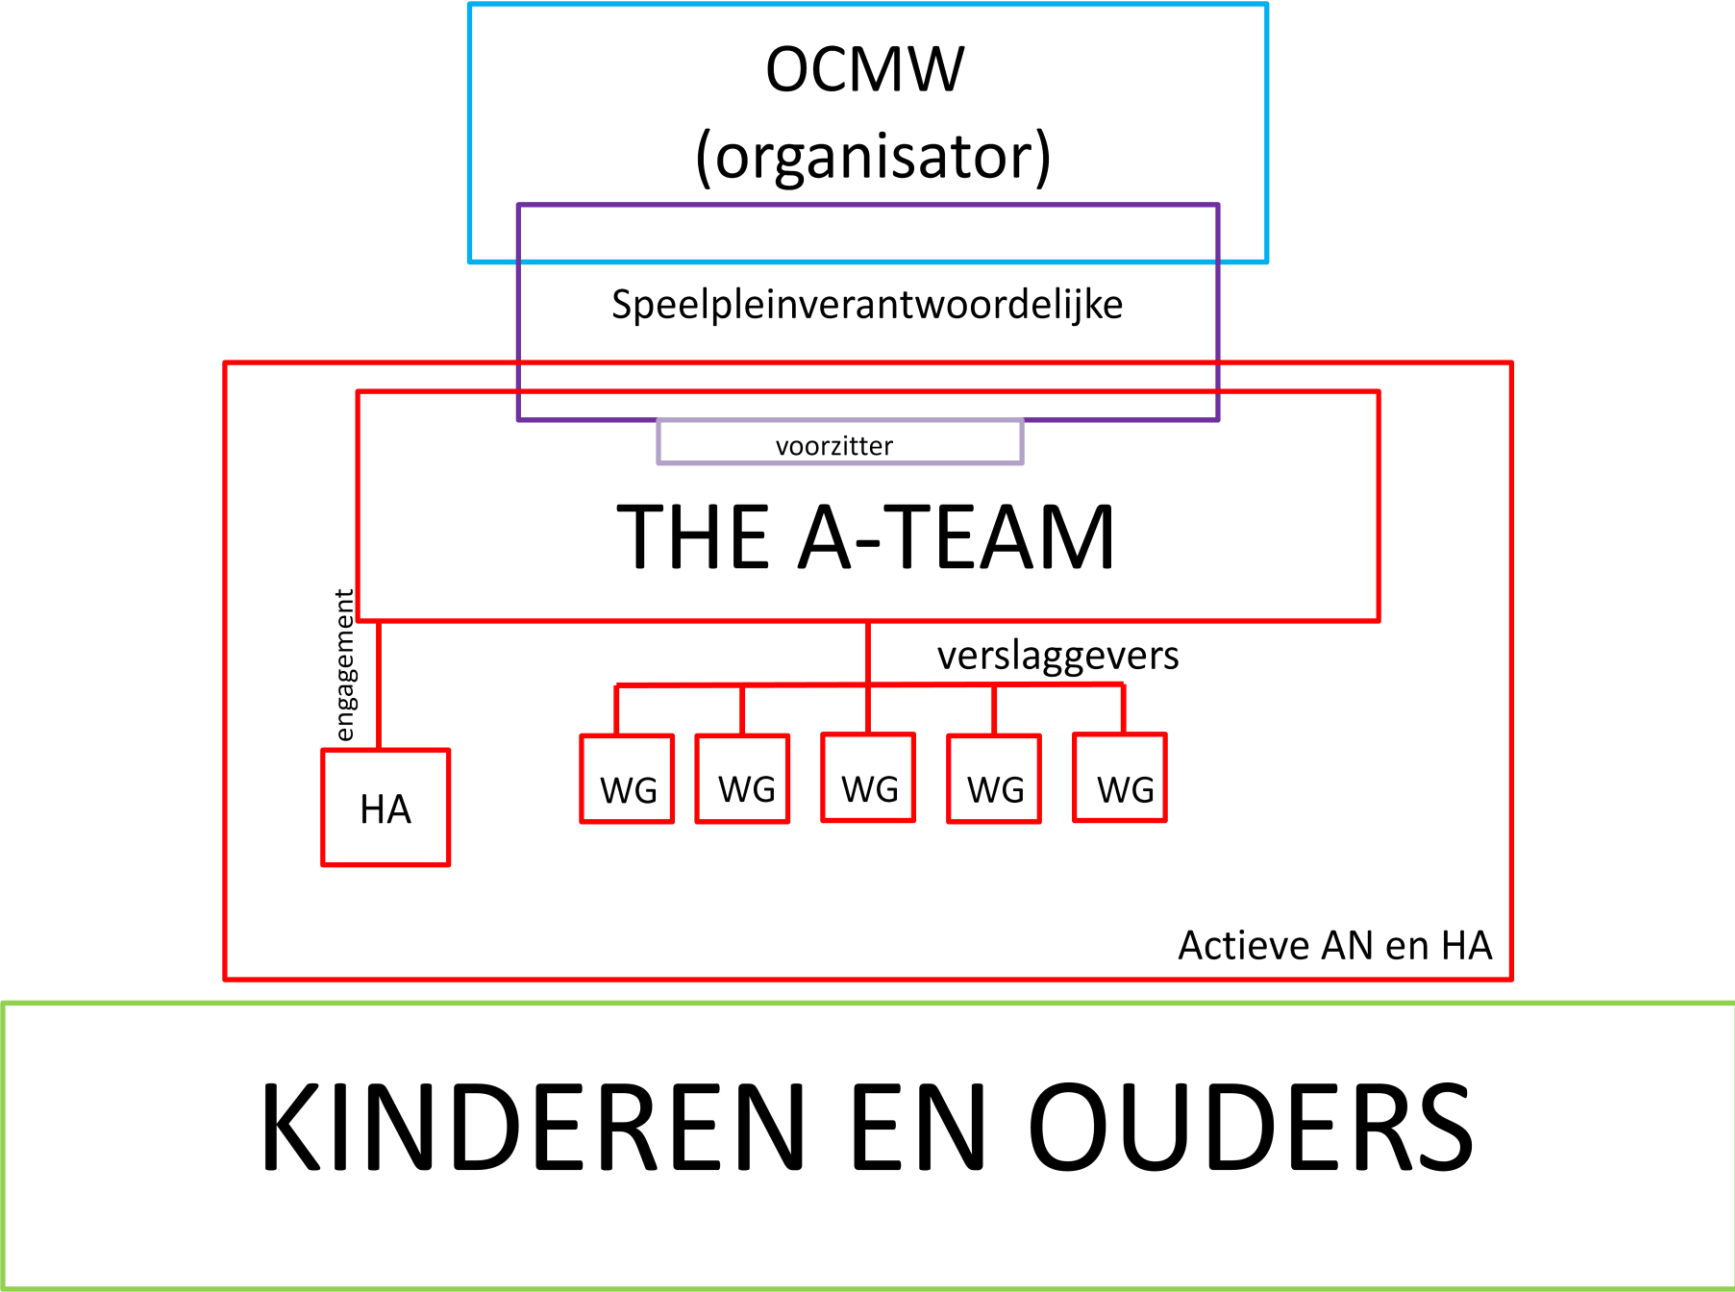 OCMW
(organisator)
Speelpleinverantwoordelijke
voorzitter
THE A-TEAM
engagement
verslaggevers
HA
WG
WG
WG
WG
WG
Actieve AN en HA
KINDEREN EN OUDERS